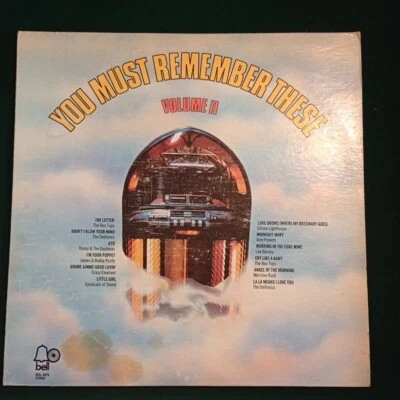 YOU MUST REMEMBER THESE
VOLUME II
THE LETTER
The Box Tops
DIDN'T I BLOW YOUR MIND
The Delfonics
The Daytonas
I'M YOUR PUPPET
James & Bobby Purify
GIMME GIMME GOOD LOVIN'
Crazy Elephant
LITTLE GIRL
Syndicate of Sound
LOVE GROWS (WHERE MY ROSEMARY GOES)
Edison Lighthouse
MIDNIGHT MARY
Joey Powers
WORKING IN THE COAL MINE
Lee Dorsey
CRY LIKE A BABY
The Box Tops
ANGEL OF THE MORNING
Merrilee Rush
LA LA MEANS I LOVE YOU
The Delfonics
bell
STEREO